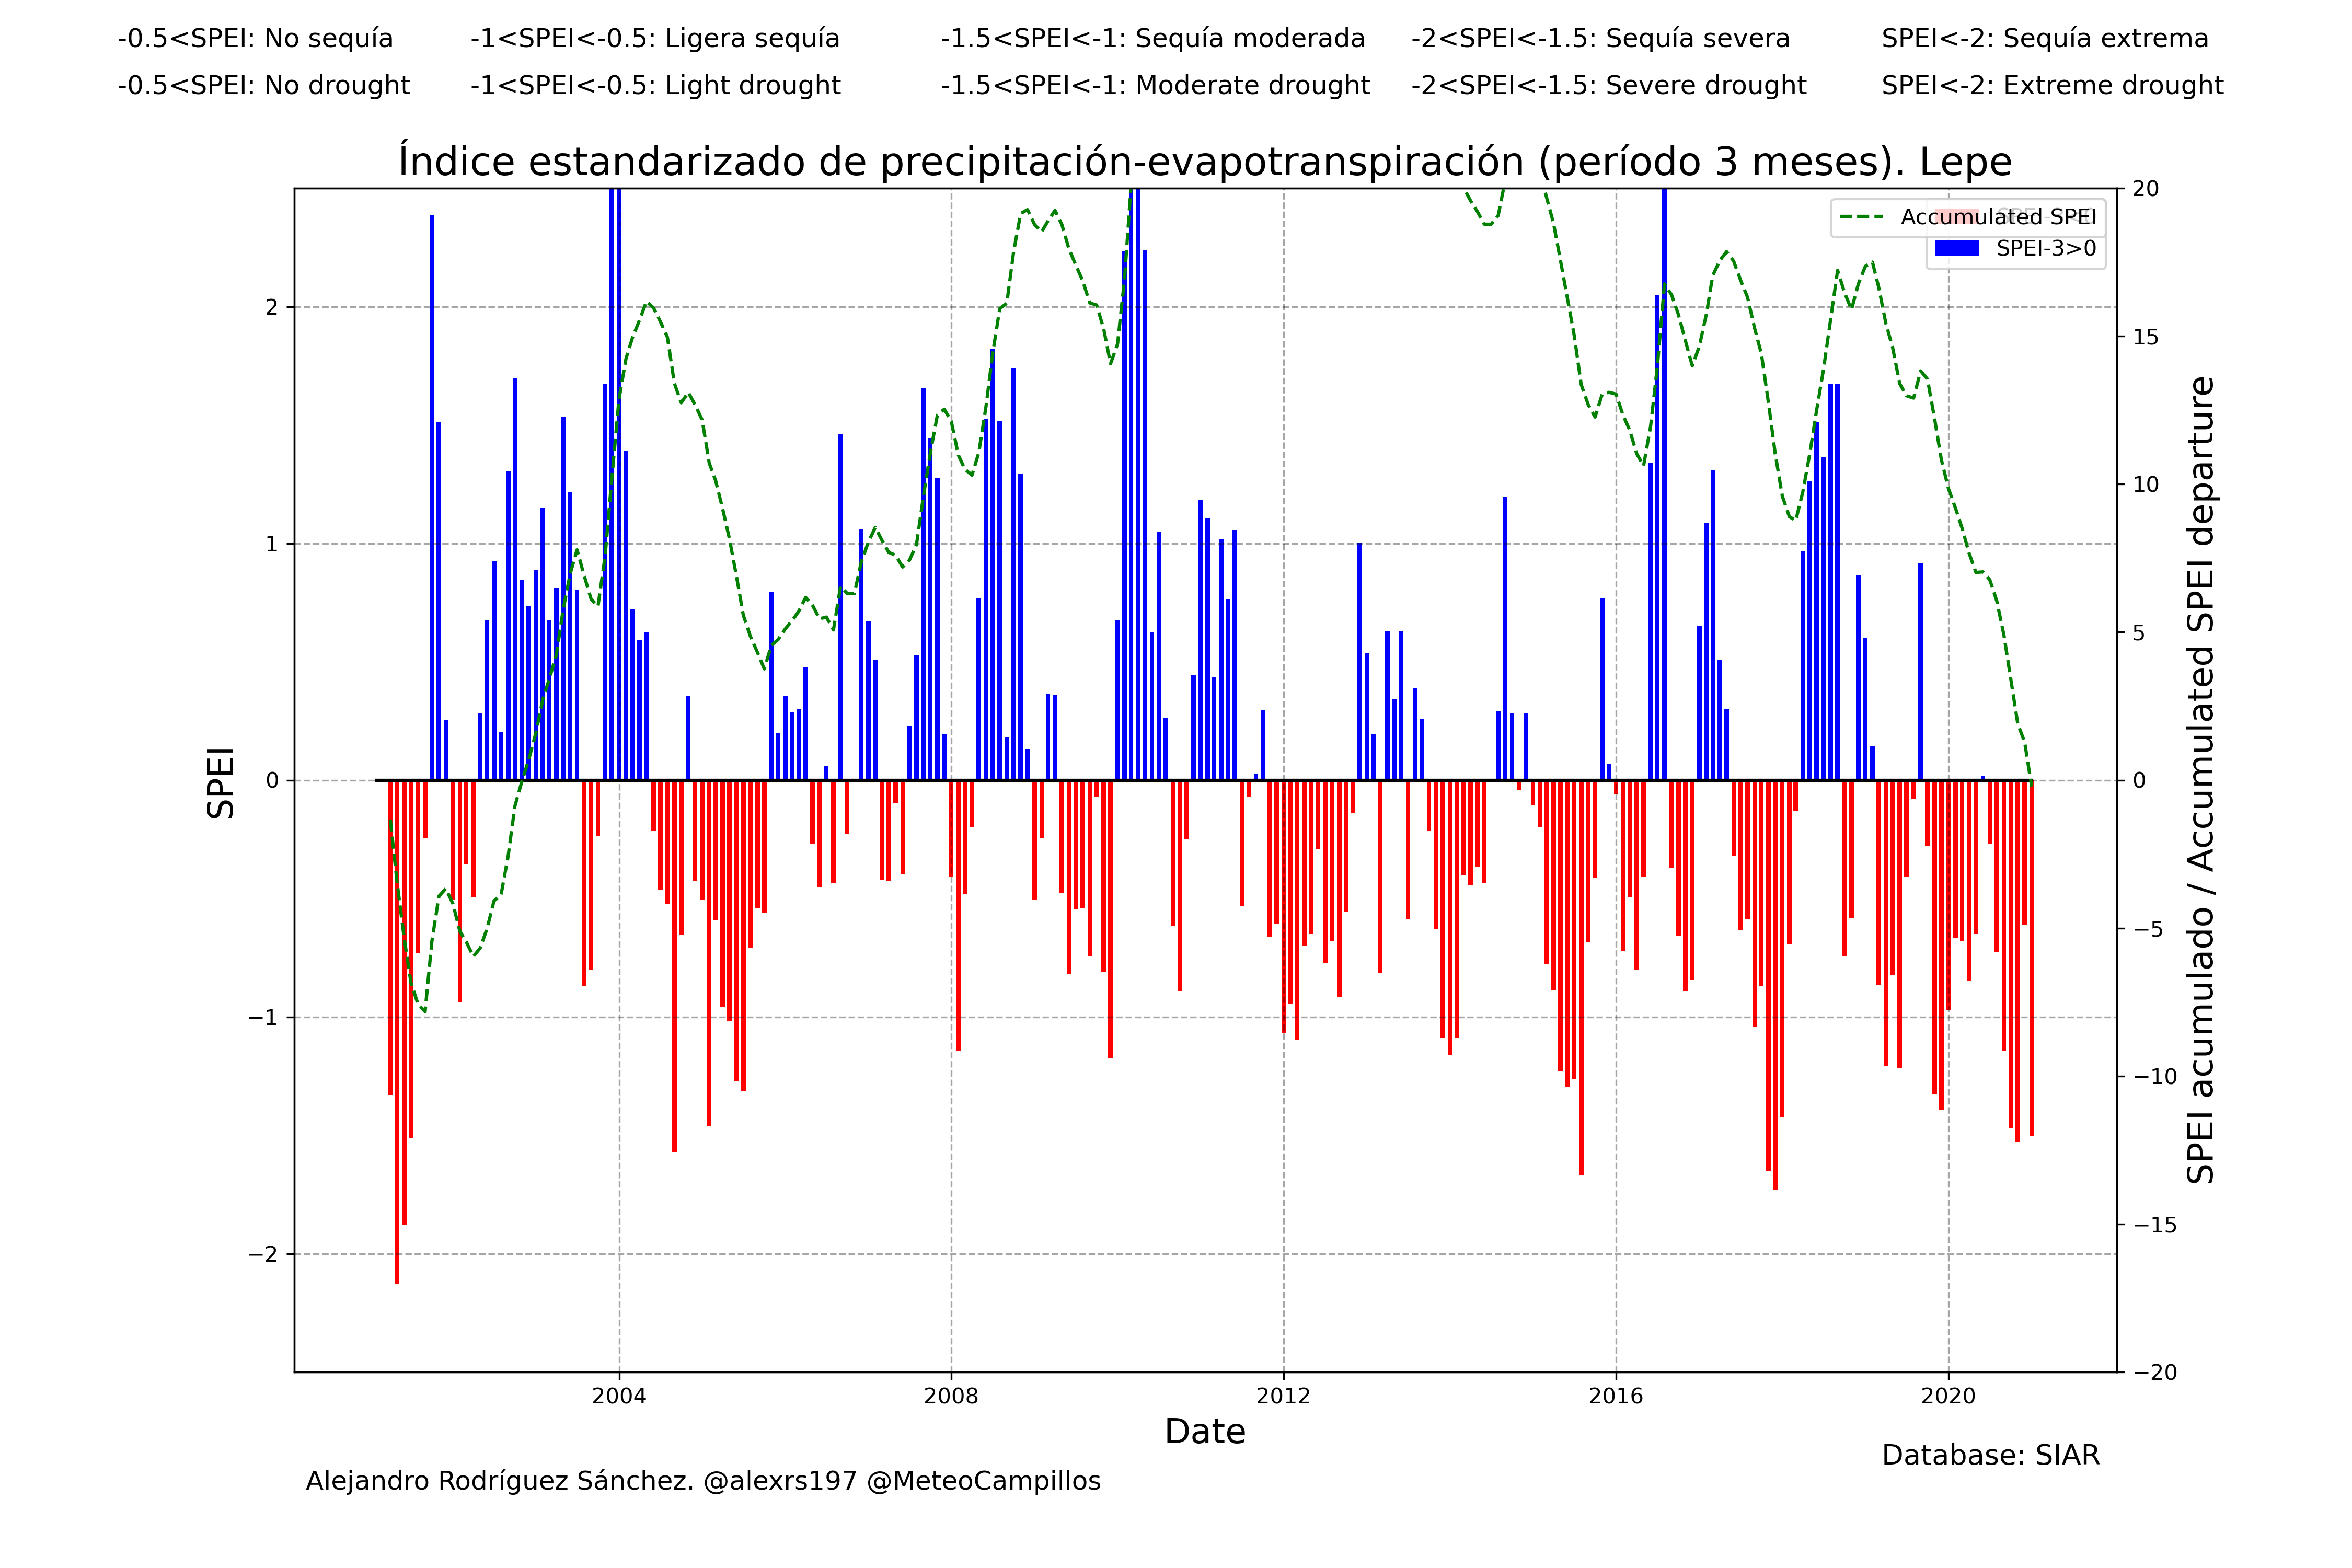 -0.5<SPEI: No sequía -1<SPEI<-0.5: Ligera sequía -1.5<SPEI<-1: Sequía moderada -2<SPEI<-1.5: Sequía severa SPEI<-2: Sequía extrema
-0.5<SPEI: No drought -1<SPEI<-0.5: Light drought -1.5<SPEI<-1: Moderate drought -2<SPEI<-1.5: Severe drought SPEI<-2: Extreme drought
Índice estandarizado de precipitación-evapotranspiración (período 3 meses). Lepe
Accumulated SPEI
SPEI-3>0
SPEI
2
1
0
−1
−2
20
15
10
5
0
−5
−10
−15
−20
SPEI acumulado / Accumulated SPEI departure
2004 2008 2012 2016 2020
Date
Database: SIAR
Alejandro Rodríguez Sánchez. @alexrs197 @MeteoCampillos